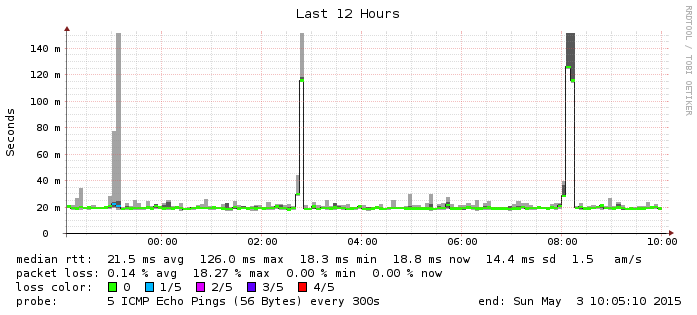 Last 12 Hours
RRDTOOL / TOBI OETIKER
Seconds
140 m
120 m
100 m
80 m
60 m
40 m
20 m
0
00:00 02:00 04:00 06:00 08:00 10:00
median rtt: 21.5 ms avg 126.0 ms max 18.3 ms min 18.8 ms now 14.4 ms sd 1.5 am/s
packet loss: 0.14 % avg 18.27 % max 0.00 % min 0.00 % now
loss color: 0 1/5 2/5 3/5 4/5
probe: 5 ICMP Echo Pings (56 Bytes) every 300s end: Sun May 3 10:05:10 2015